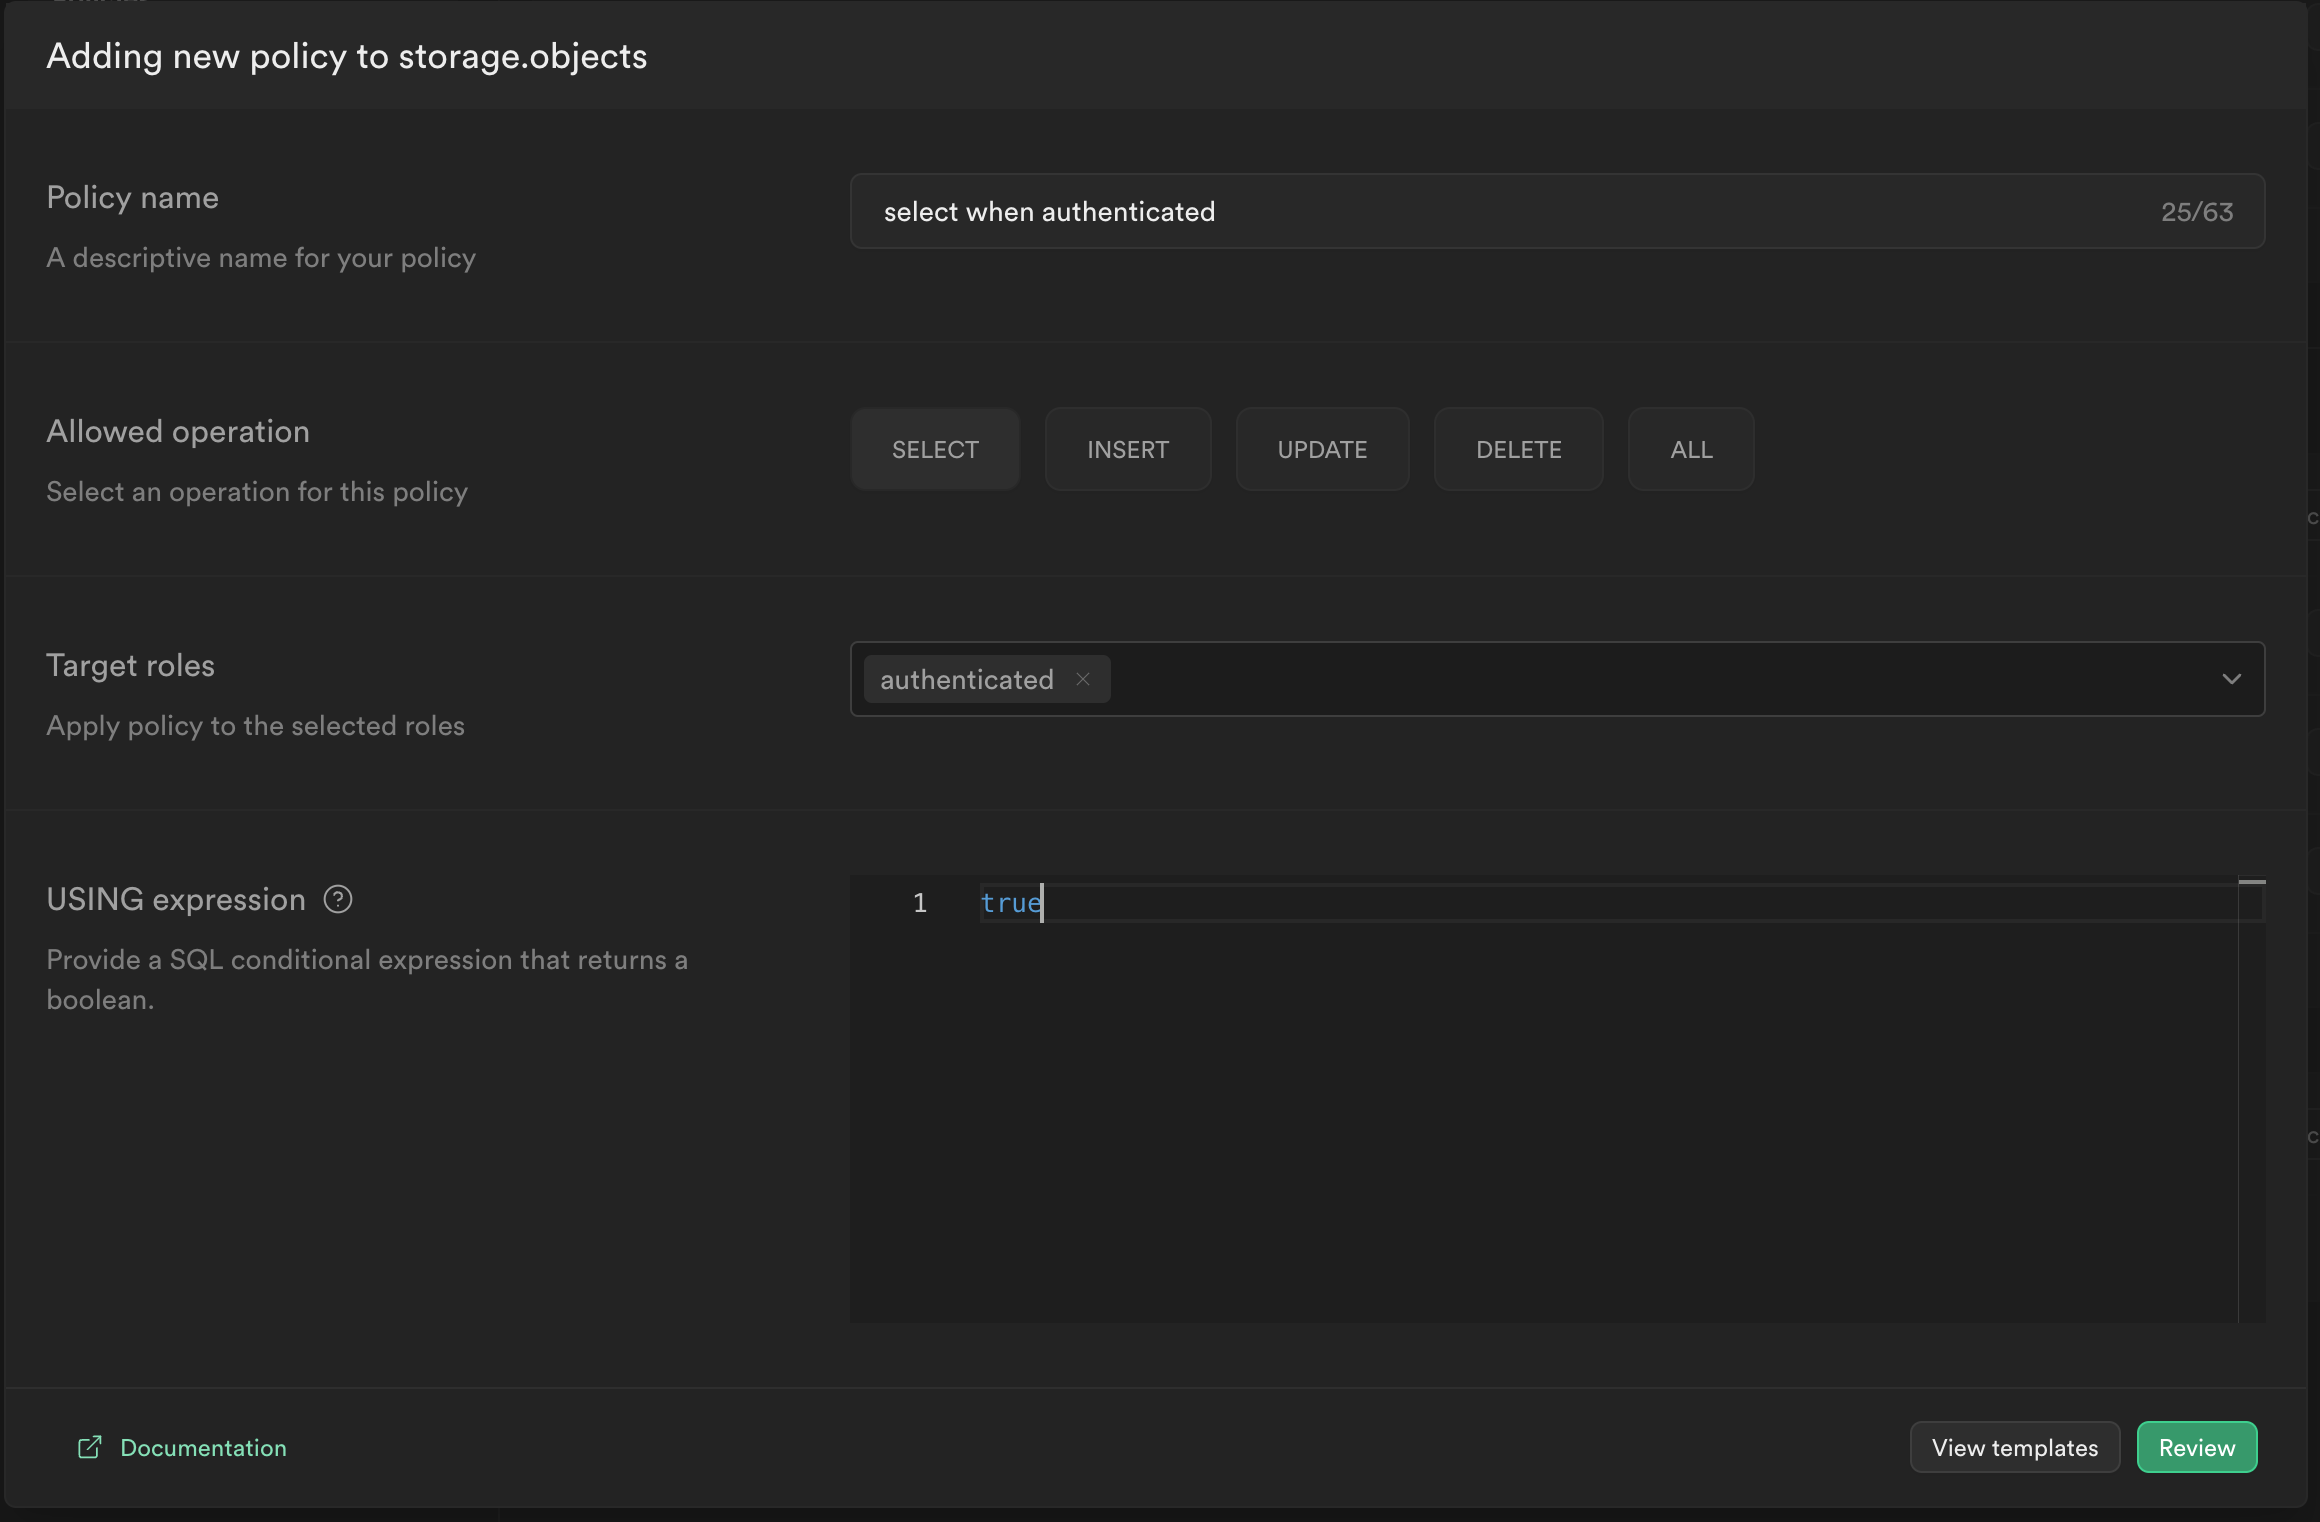 Adding new policy to storage.objects
Policy name
A descriptive name for your policy
select when authenticated
25/63
Allowed operation
Select an operation for this policy
SELECT
INSERT
UPDATE
DELETE
ALL
Target roles
Apply policy to the selected roles
authenticated
USING expression
Provide a SQL conditional expression that returns a
boolean.
1
true
Documentation
View templates
Review